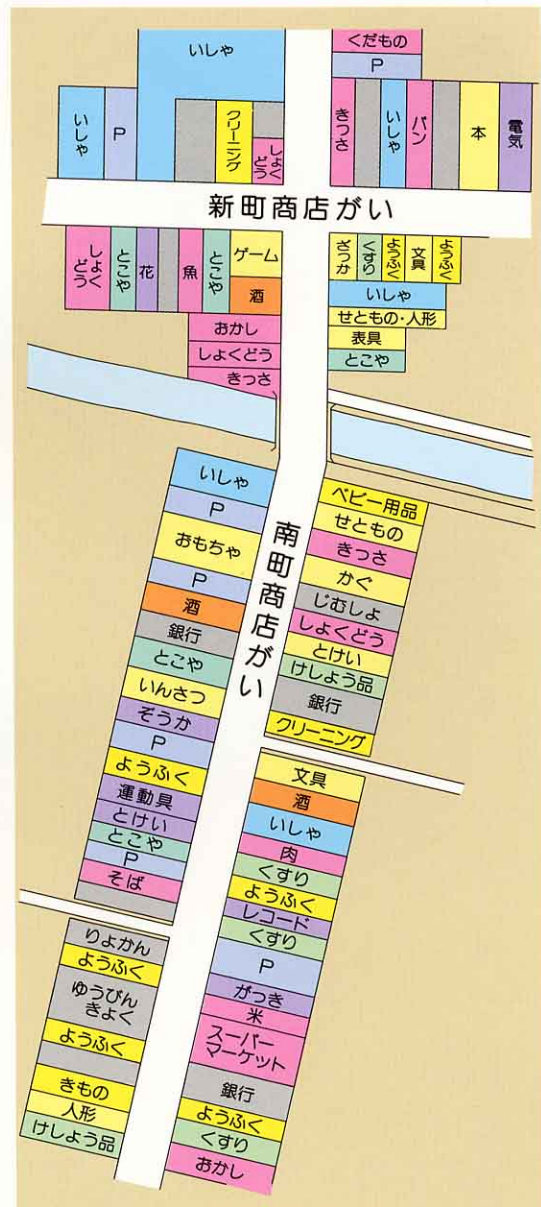 いしゃ
くだもの
P
いしゃ
P
クリーニング
しょくどう
きっさ
いしゃ
パン
本
電気
新町商店がい
しょくどう
とこや
花
魚
とこや
ゲーム
酒
おかし
しょくどう
きっさ
ざっか
くすり
ようふく
文具
ようふく
いしゃ
せともの・人形
表具
とこや
南町商店がい
いしゃ
P
おもちゃ
P
酒
銀行
とこや
いんさつ
ぞうか
P
ようふく
運動具
とけい
とこや
P
そば
りょかん
ようふく
ゆうびん
きょく
ようふく
きもの
人形
けしよう品
ベビー用品
せともの
きっさ
かぐ
じむしよ
しょくどう
とけい
けしよう品
銀行
クリーニング
文具
酒
いしゃ
肉
くすり
ようふく
レコード
くすり
P
がっき
米
スーパー
マーケット
銀行
ようふく
くすり
おかし